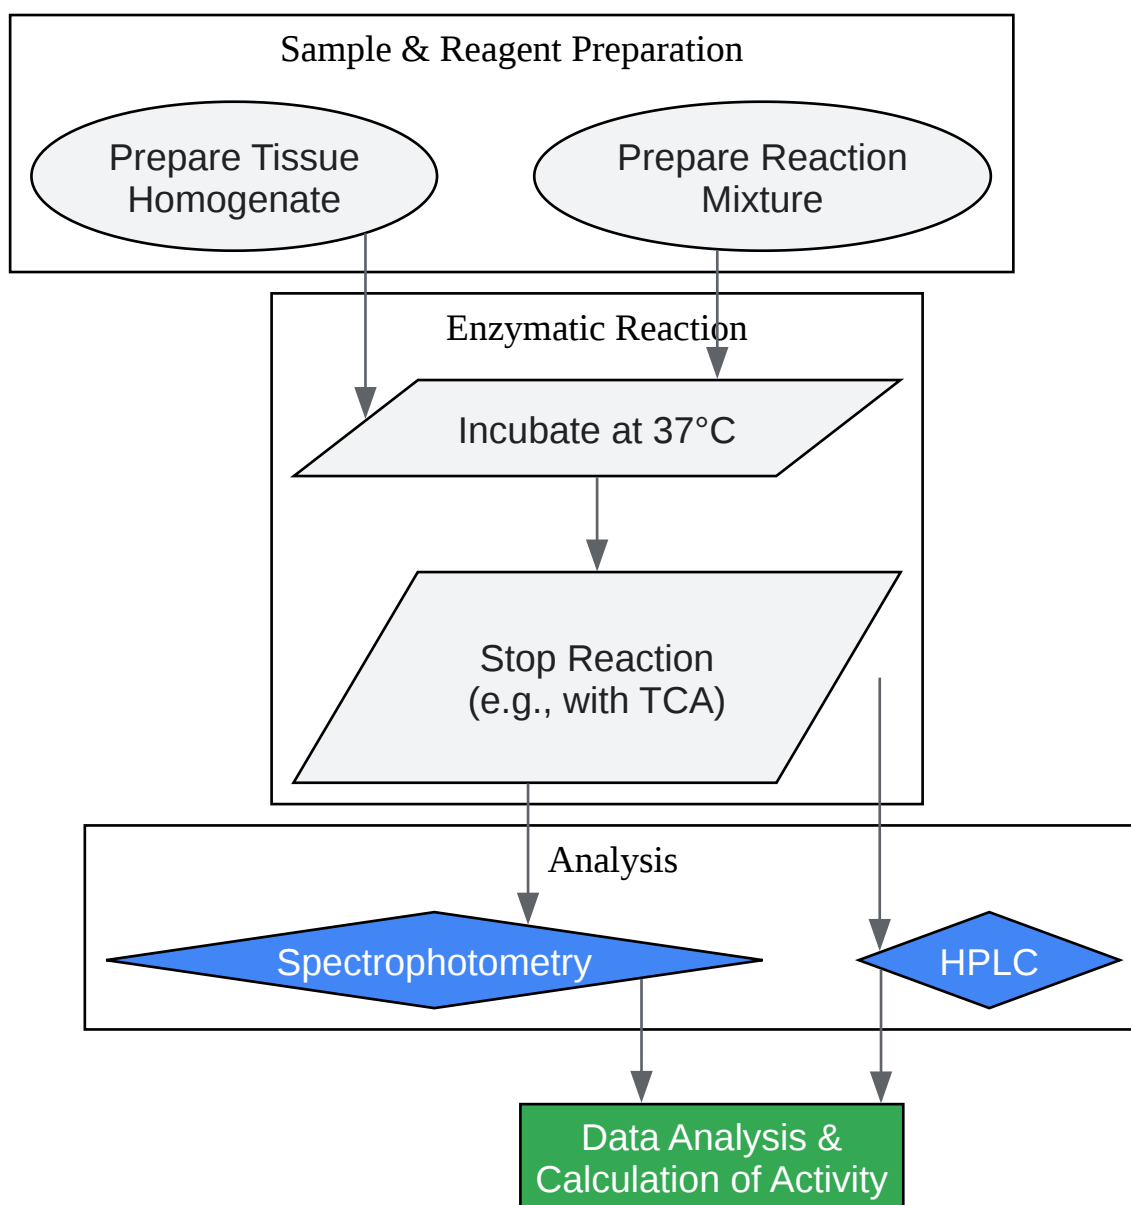 Sample & Reagent Preparation
Prepare Tissue
Homogenate
Prepare Reaction
Mixture
Enzymatic Reaction
Incubate at 37°C
Stop Reaction
(e.g., with TCA)
Analysis
Spectrophotometry
HPLC
Data Analysis &
Calculation of Activity